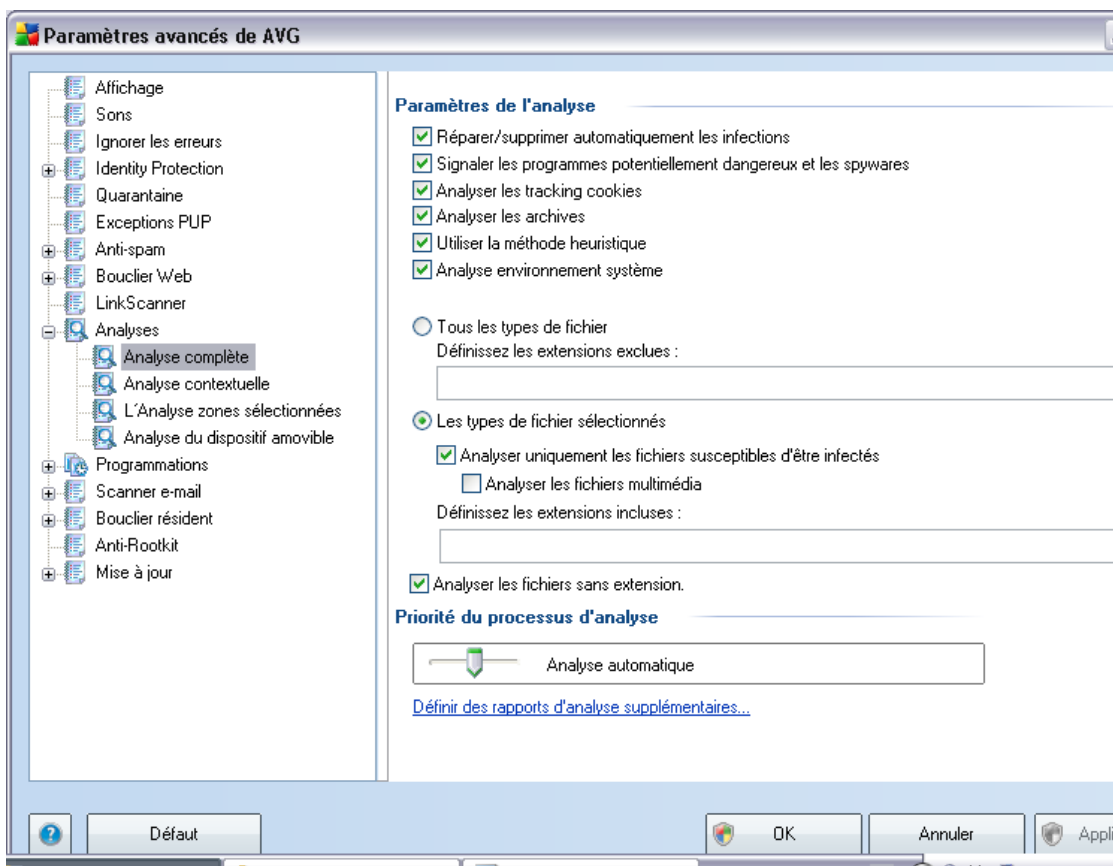 Paramètres avancés de AVG
Affichage
Sons
Ignorer les erreurs
Identity Protection
Quarantaine
Exceptions PUP
Anti-spam
Bouclier Web
LinkScanner
Analyses
Analyse complète
Analyse contextuelle
L´Analyse zones sélectionnées
Analyse du dispositif amovible
Programmations
Scanner e-mail
Bouclier résident
Anti-Rootkit
Mise à jour
Paramètres de l'analyse
Réparer/supprimer automatiquement les infections
Signaler les programmes potentiellement dangereux et les spywares
Analyser les tracking cookies
Analyser les archives
Utiliser la méthode heuristique
Analyse environnement système
Tous les types de fichier
Définissez les extensions exclues :
Les types de fichier sélectionnés
Analyser uniquement les fichiers susceptibles d'être infectés
Analyser les fichiers multimédia
Définissez les extensions incluses :
Analyser les fichiers sans extension.
Priorité du processus d'analyse
Analyse automatique
Définir des rapports d'analyse supplémentaires...
Défaut
OK
Annuler
Appli